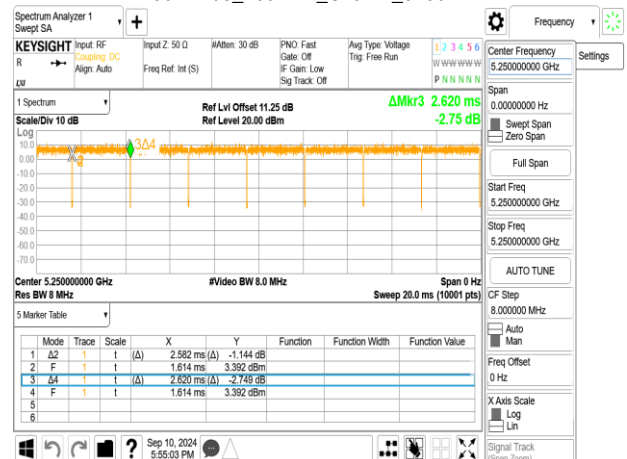 Spectrum Analyzer 1
Swept SA
+
Frequency
KEYSIGHT Input: RF Input Z: 50 Ω #Atten: 30 dB PNO: Fast Avg Type: Voltage 1 2 3 4 5 6
R Coupling: DC Gate: Off Trig: Free Run
Align: Auto Freq Ref: Int (S) IF Gain: Low W W W W W W
LXI Sig Track: Off P N N N N N
Center Frequency
5.250000000 GHz
Settings
Span
0.00000000 Hz
Swept Span
Zero Span
Full Span
Start Freq
5.250000000 GHz
Stop Freq
5.250000000 GHz
AUTO TUNE
CF Step
8.000000 MHz
Auto
Man
Freq Offset
0 Hz
X Axis Scale
Log
Lin
Signal Track
(Span Zoom)
1 Spectrum Ref Lvl Offset 11.25 dB ΔMkr3 2.620 ms
Scale/Div 10 dB Ref Level 20.00 dBm -2.75 dB
Log
10.0
0.00
-10.0
-20.0
-30.0
-40.0
-50.0
-60.0
-70.0
3Δ4
Center 5.250000000 GHz #Video BW 8.0 MHz Span 0 Hz
Res BW 8 MHz Sweep 20.0 ms (10001 pts)
5 Marker Table
Mode Trace Scale X Y Function Function Width Function Value
1 Δ2 1 t (Δ) 2.582 ms (Δ) -1.144 dB
2 F 1 t 1.614 ms 3.392 dBm
3 Δ4 1 t (Δ) 2.620 ms (Δ) -2.749 dB
4 F 1 t 1.614 ms 3.392 dBm
5
6
? Sep 10, 2024
5:55:03 PM